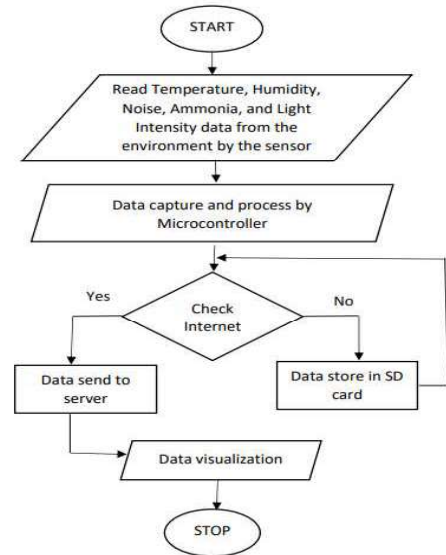 START
Read Temperature, Humidity,
Noise, Ammonia, and Light
Intensity data from the
environment by the sensor
Data capture and process by
Microcontroller
Check
Internet
Yes
No
Data send to
server
Data store in SD
card
Data visualization
STOP